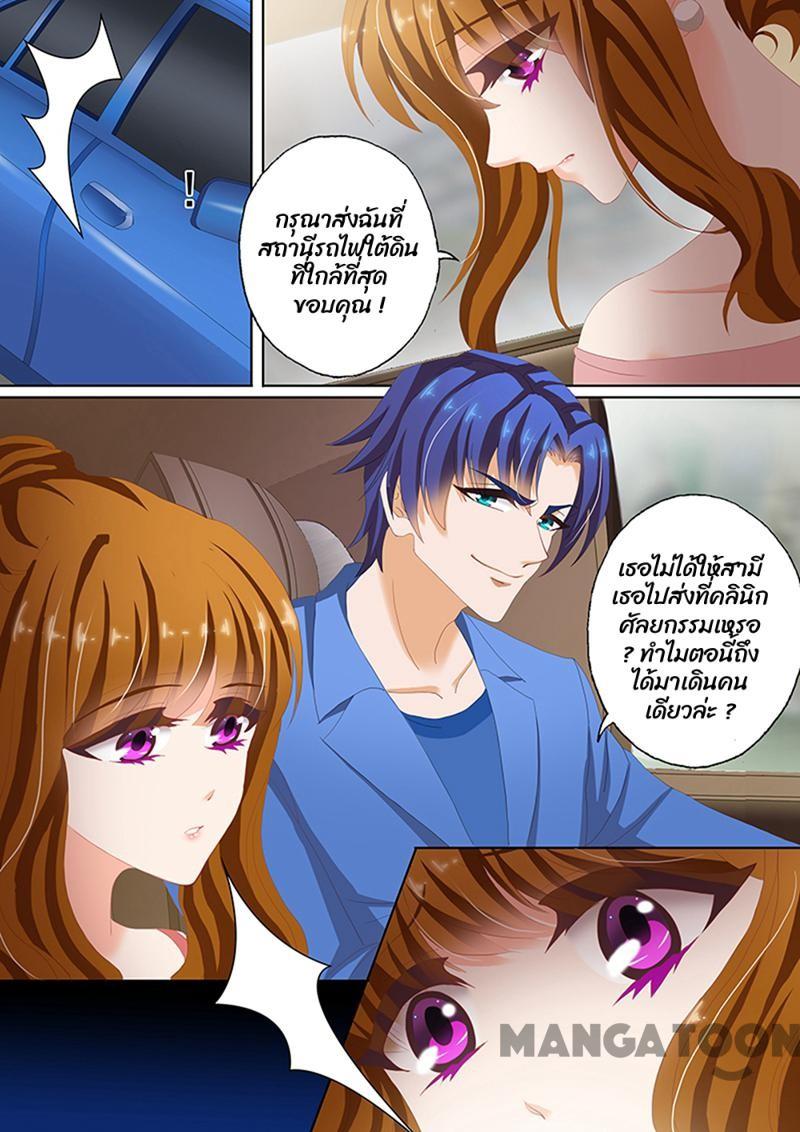 !
กรุณาส่งฉันที่
สถานีรถไฟใต้ดิน
ที่ใกล้ที่สุด
ขอบคุณ !
เธอไม่ได้ให้สามี
เธอไปส่งที่คลินิก
ศัลยกรรมเหรอ
? ทำไมตอนนี้ถึง
ได้มาเดินคน
เดียวล่ะ ?
MANGATOON